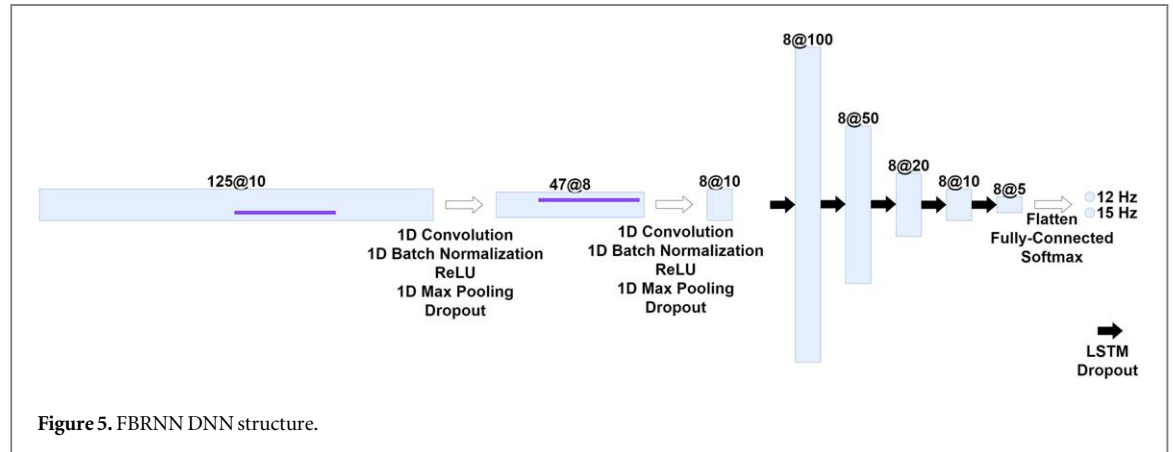 8@100
8@50
8@20
8@10
8@5
125@10
47@8
8@10
1D Convolution
1D Batch Normalization
ReLU
1D Max Pooling
Dropout
1D Convolution
1D Batch Normalization
ReLU
1D Max Pooling
Dropout
Flatten
Fully-Connected
Softmax
12 Hz
15 Hz
LSTM
Dropout
Figure 5. FBRNN DNN structure.